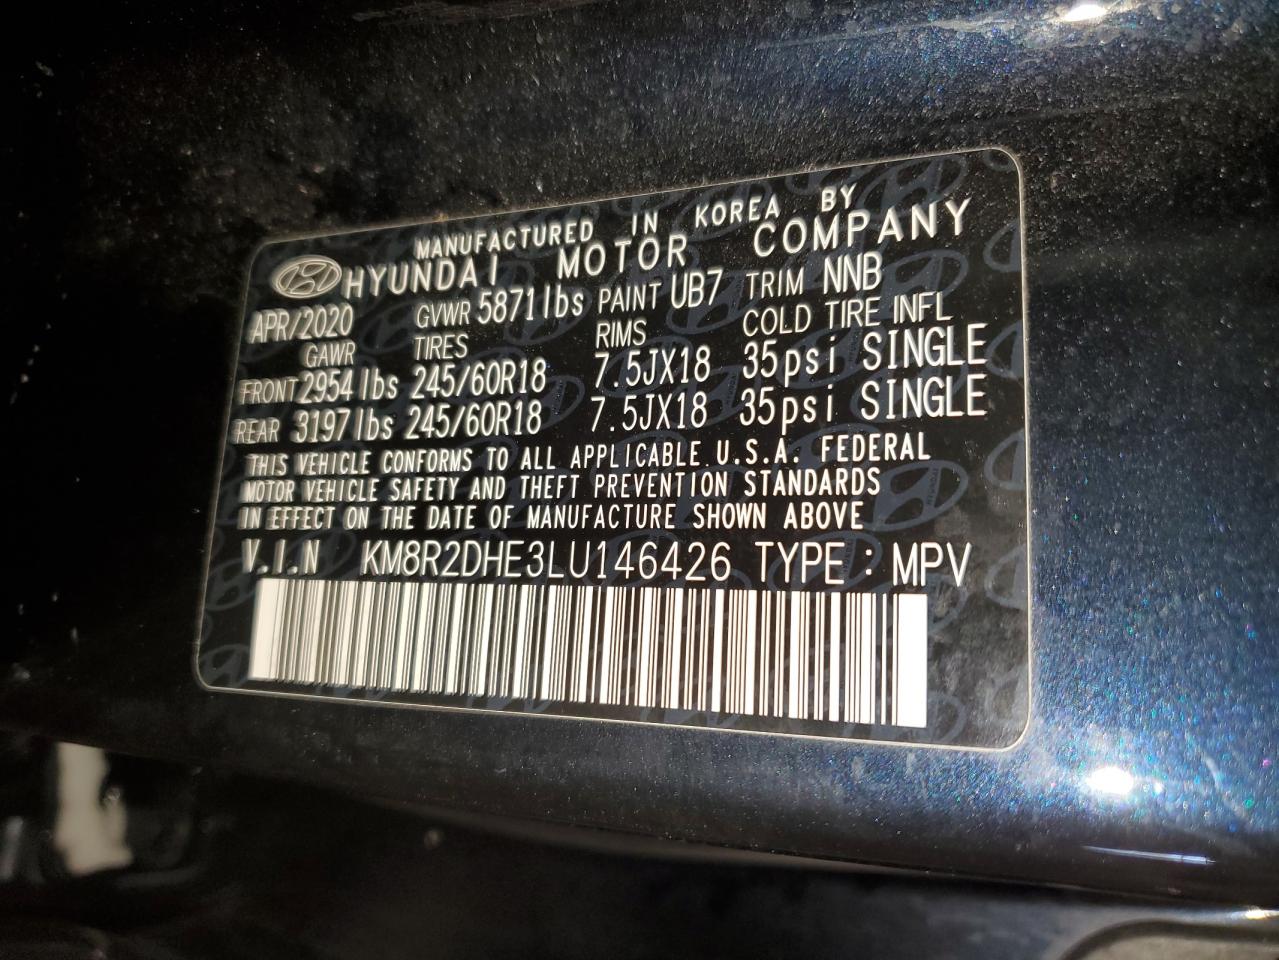 MANUFACTURED IN KOREA BY
HYUNDAI MOTOR COMPANY
APR/2020 GVWR 5871lbs PAINT UB7 TRIM NNB
GAWR TIRES RIMS COLD TIRE INFL
FRONT 2954lbs 245/60R18 7.5JX18 35psi SINGLE
REAR 3197lbs 245/60R18 7.5JX18 35psi SINGLE
THIS VEHICLE CONFORMS TO ALL APPLICABLE U.S.A. FEDERAL
MOTOR VEHICLE SAFETY AND THEFT PREVENTION STANDARDS
IN EFFECT ON THE DATE OF MANUFACTURE SHOWN ABOVE
V.I.N KM8R2DHE3LU146426 TYPE : MPV